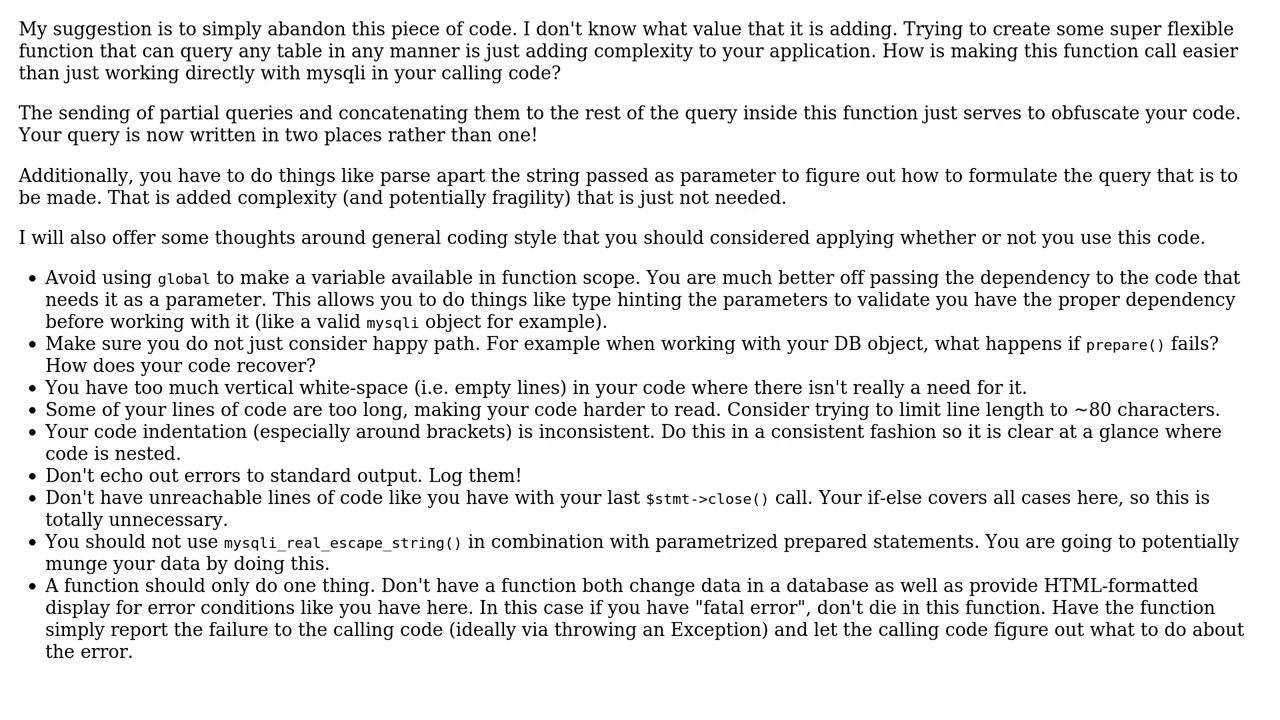 My suggestion is to simply abandon this piece of code. I don't know what value that it is adding. Trying to create some super flexible
function that can query any table in any manner is just adding complexity to your application. How is making this function call easier
than just working directly with mysqli in your calling code?
The sending of partial queries and concatenating them to the rest of the query inside this function just serves to obfuscate your code.
Your query is now written in two places rather than one!
Additionally, you have to do things like parse apart the string passed as parameter to figure out how to formulate the query that is to
be made. That is added complexity (and potentially fragility) that is just not needed.
I will also offer some thoughts around general coding style that you should considered applying whether or not you use this code.
• Avoid using global to make a variable available in function scope. You are much better off passing the dependency to the code that
needs it as a parameter. This allows you to do things like type hinting the parameters to validate you have the proper dependency
before working with it (like a valid mysqli object for example).
• Make sure you do not just consider happy path. For example when working with your DB object, what happens if prepare() fails?
How does your code recover?
• You have too much vertical white-space (i.e. empty lines) in your code where there isn't really a need for it.
• Some of your lines of code are too long, making your code harder to read. Consider trying to limit line length to ~80 characters.
• Your code indentation (especially around brackets) is inconsistent. Do this in a consistent fashion so it is clear at a glance where
code is nested.
• Don't echo out errors to standard output. Log them!
• Don't have unreachable lines of code like you have with your last $stmt->close() call. Your if-else covers all cases here, so this is
totally unnecessary.
• You should not use mysqli_real_escape_string() in combination with parametrized prepared statements. You are going to potentially
munge your data by doing this.
• A function should only do one thing. Don't have a function both change data in a database as well as provide HTML-formatted
display for error conditions like you have here. In this case if you have "fatal error", don't die in this function. Have the function
simply report the failure to the calling code (ideally via throwing an Exception) and let the calling code figure out what to do about
the error.